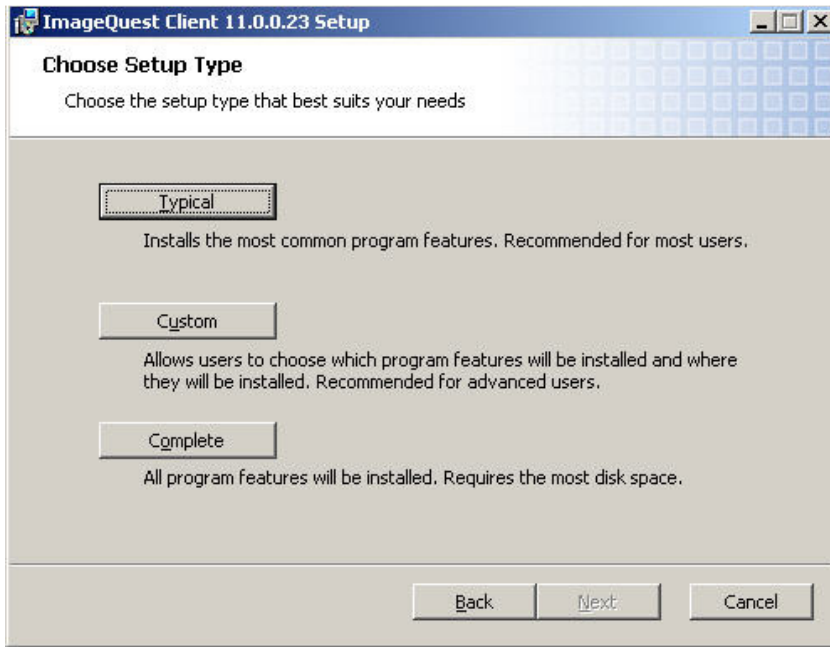 ImageQuest Client 11.0.0.23 Setup
Choose Setup Type
Choose the setup type that best suits your needs
Typical
Installs the most common program features. Recommended for most users.
Custom
Allows users to choose which program features will be installed and where
they will be installed. Recommended for advanced users.
Complete
All program features will be installed. Requires the most disk space.
Back Next Cancel